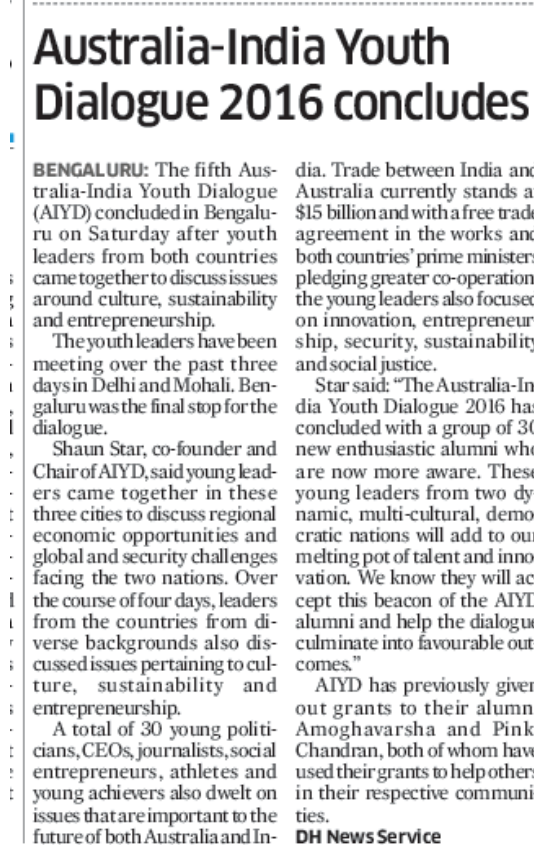 Australia-India Youth
Dialogue 2016 concludes
BENGALURU: The fifth Aus-
tralia-India Youth Dialogue
(AIYD) concluded in Bengalu-
ru on Saturday after youth
leaders from both countries
came together to discuss issues
around culture, sustainability
and entrepreneurship.
The youth leaders have been
meeting over the past three
days in Delhi and Mohali. Ben-
galuru was the final stop for the
dialogue.
Shaun Star, co-founder and
Chair of AIYD, said young lead-
ers came together in these
three cities to discuss regional
economic opportunities and
global and security challenges
facing the two nations. Over
the course of four days, leaders
from the countries from di-
verse backgrounds also dis-
cussed issues pertaining to cul-
ture, sustainability and
entrepreneurship.
A total of 30 young politi-
cians, CEOs, journalists, social
entrepreneurs, athletes and
young achievers also dwelt on
issues that are important to the
future of both Australia and In-
dia. Trade between India and
Australia currently stands a
$15 billion and with a free trade
agreement in the works and
both countries' prime ministers
pledging greater co-operation
the young leaders also focused
on innovation, entrepreneur
ship, security, sustainability
and social justice.
Star said: “The Australia-In
dia Youth Dialogue 2016 has
concluded with a group of 30
new enthusiastic alumni who
are now more aware. These
young leaders from two dy
namic, multi-cultural, demo
cratic nations will add to our
melting pot of talent and inno
vation. We know they will ac
cept this beacon of the AIYD
alumni and help the dialogue
culminate into favourable out
comes.”
AIYD has previously given
out grants to their alumn
Amoghavarsha and Pink
Chandran, both of whom have
used their grants to help others
in their respective communi
ties.
DH News Service